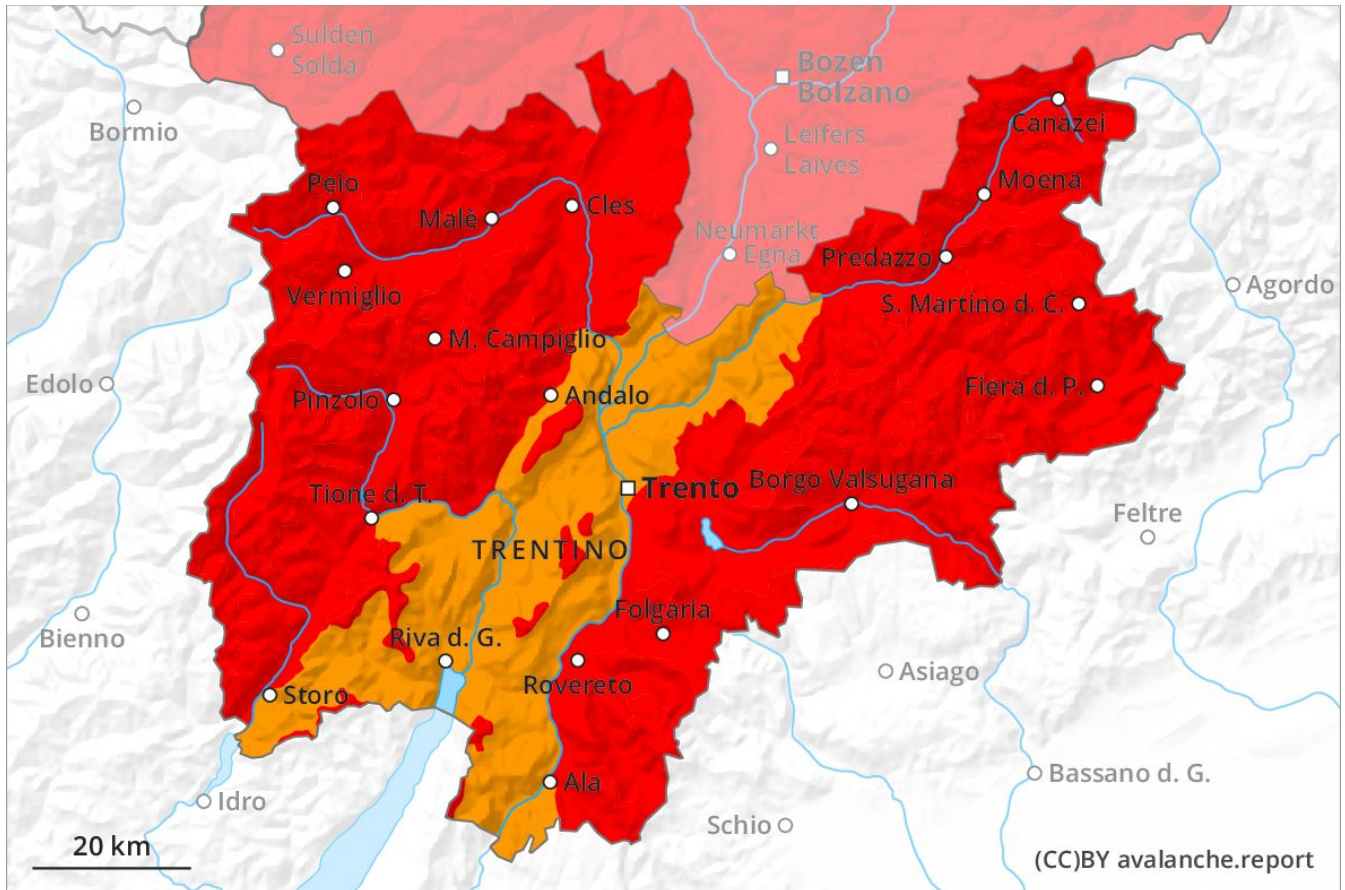 Sulden
Solda
Bozen
Bolzano
Bormio
Canazei
Leifers
Laives
Moena
Peio
Malè
Cles
Neumarkt
Egna
Predazzo
Vermiglio
Agordo
S. Martino d. C.
M. Campiglio
Edolo
Fiera d. P.
Pinzolo
Andalo
Trento
Borgo Valsugana
Tione d. T.
Feltre
TRENTINO
Bienno
Folgaria
Riva d. G.
Asiago
Rovereto
Storo
Bassano d. G.
Ala
Idro
Schio
20 km
(CC)BY avalanche.report